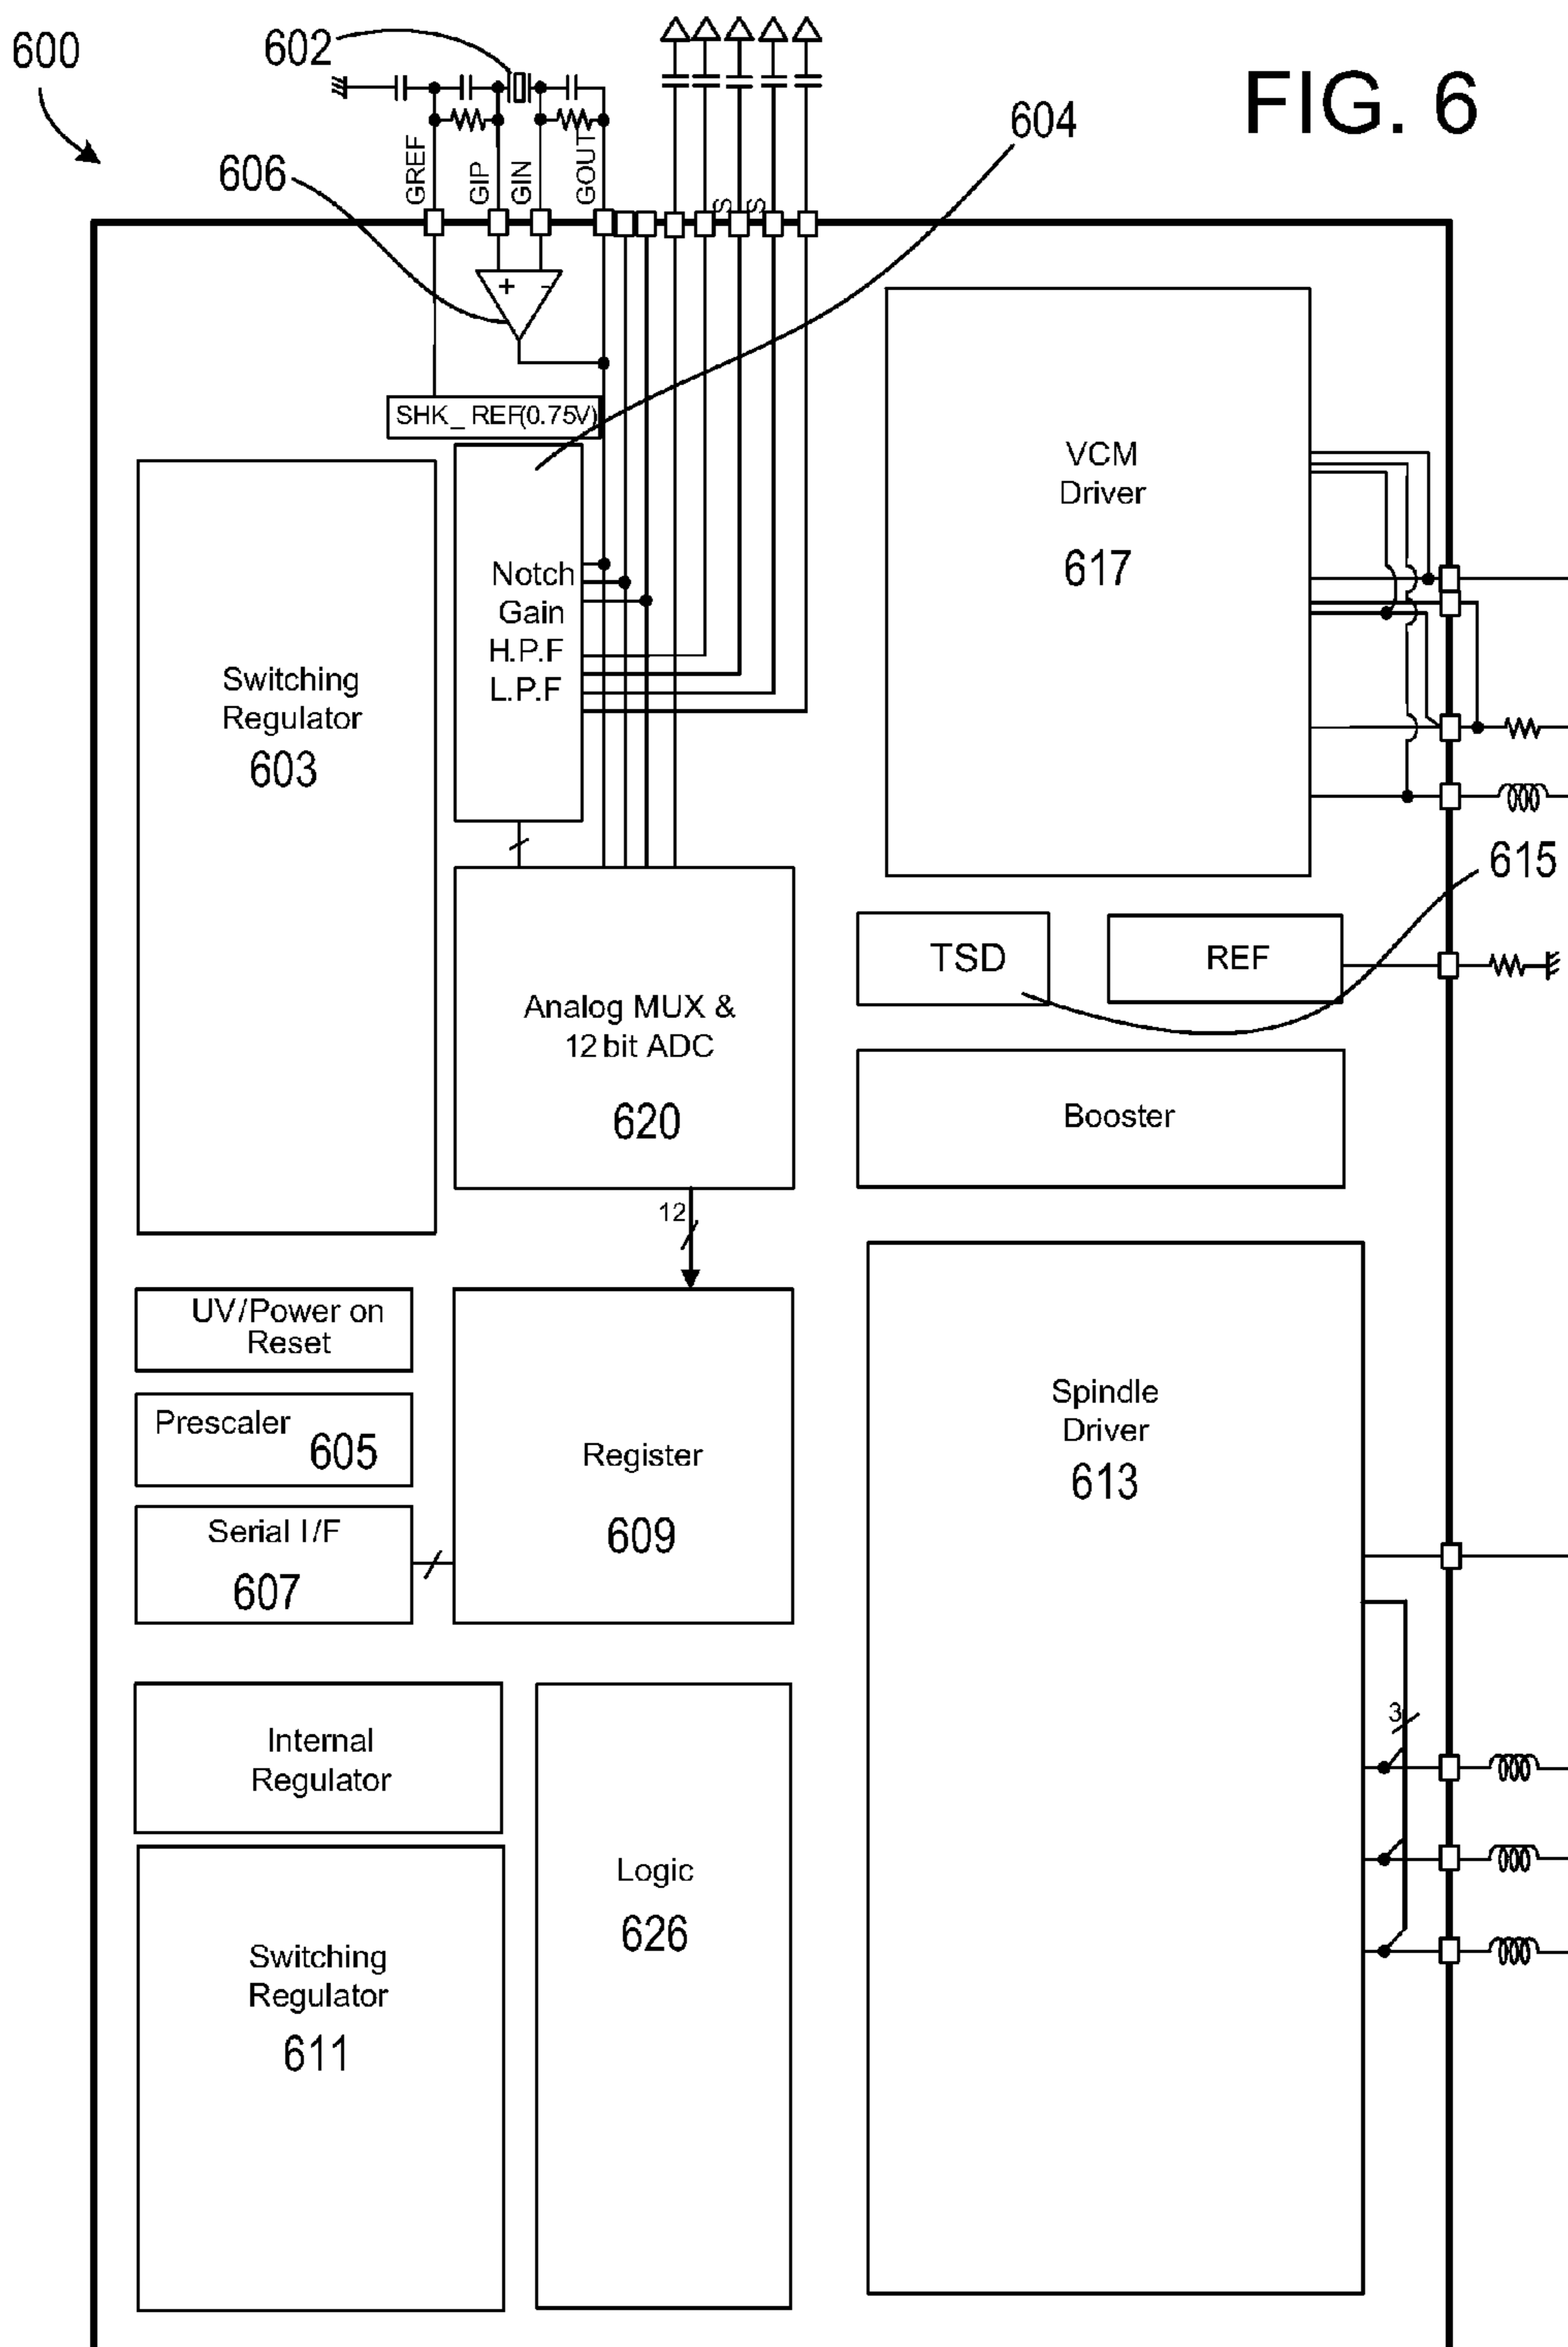 600
602
FIG. 6
604
606
GREF
GIP
GIN
GOUT
S
S
+
-
SHK_REF(0.75V)
VCM
Driver
617
Notch
Gain
H.P.F
L.P.F
Switching
Regulator
603
615
TSD
REF
Analog MUX &
12 bit ADC
620
Booster
12
UV/Power on
Reset
Prescaler
605
Register
609
Serial I/F
607
Spindle
Driver
613
3
Internal
Regulator
Logic
626
Switching
Regulator
611